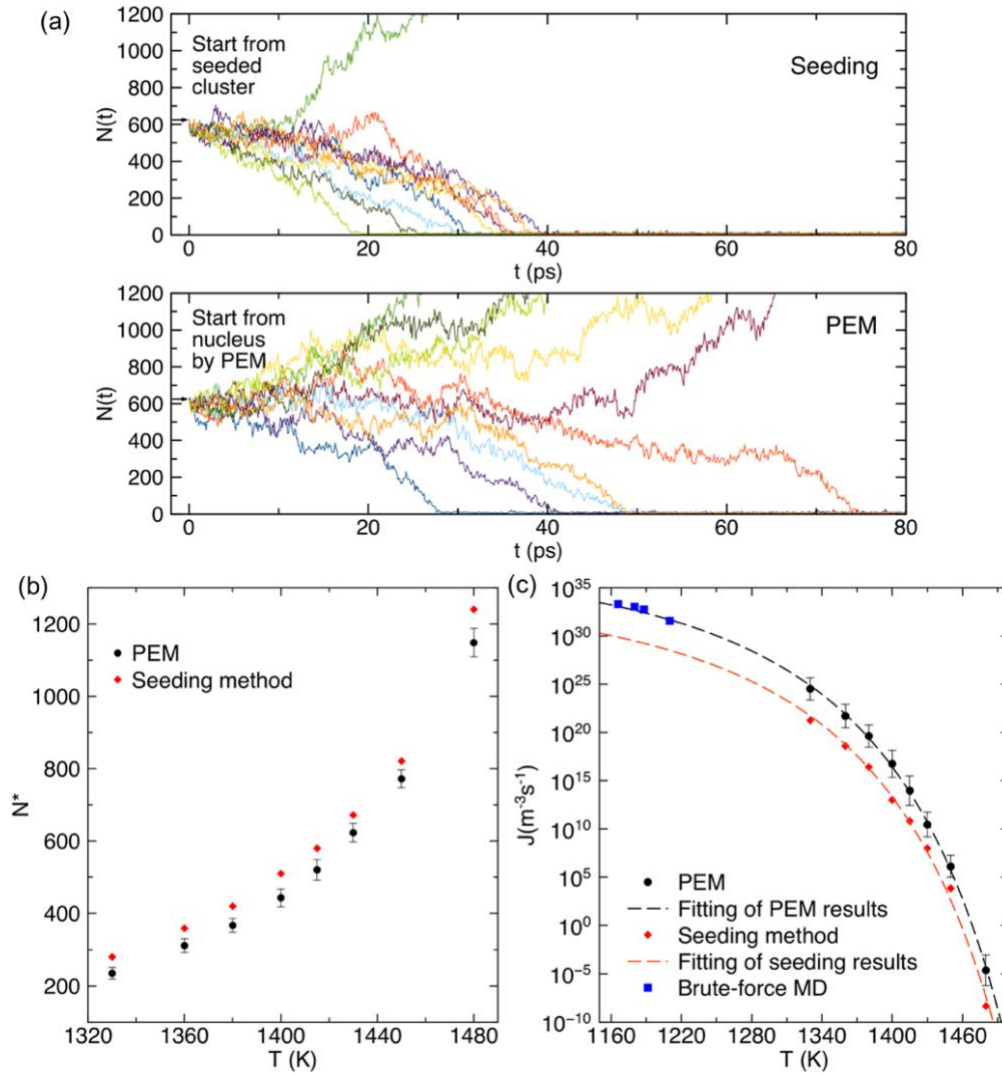 (a)
1200
1000
800
600
400
200
0
N(t)
Start from
seeded
cluster
Seeding
0 20 40 60 80
t (ps)
1200
1000
800
600
400
200
0
N(t)
Start from
nucleus
by PEM
PEM
0 20 40 60 80
t (ps)
(b)
1200
1000
800
600
400
200
N*
PEM
Seeding method
1320 1360 1400 1440 1480
T (K)
(c)
10^35
10^30
10^25
10^20
10^15
10^10
10^5
10^0
10^-5
10^-10
J(m^-3s^-1)
PEM
Fitting of PEM results
Seeding method
Fitting of seeding results
Brute-force MD
1160 1220 1280 1340 1400 1460
T (K)